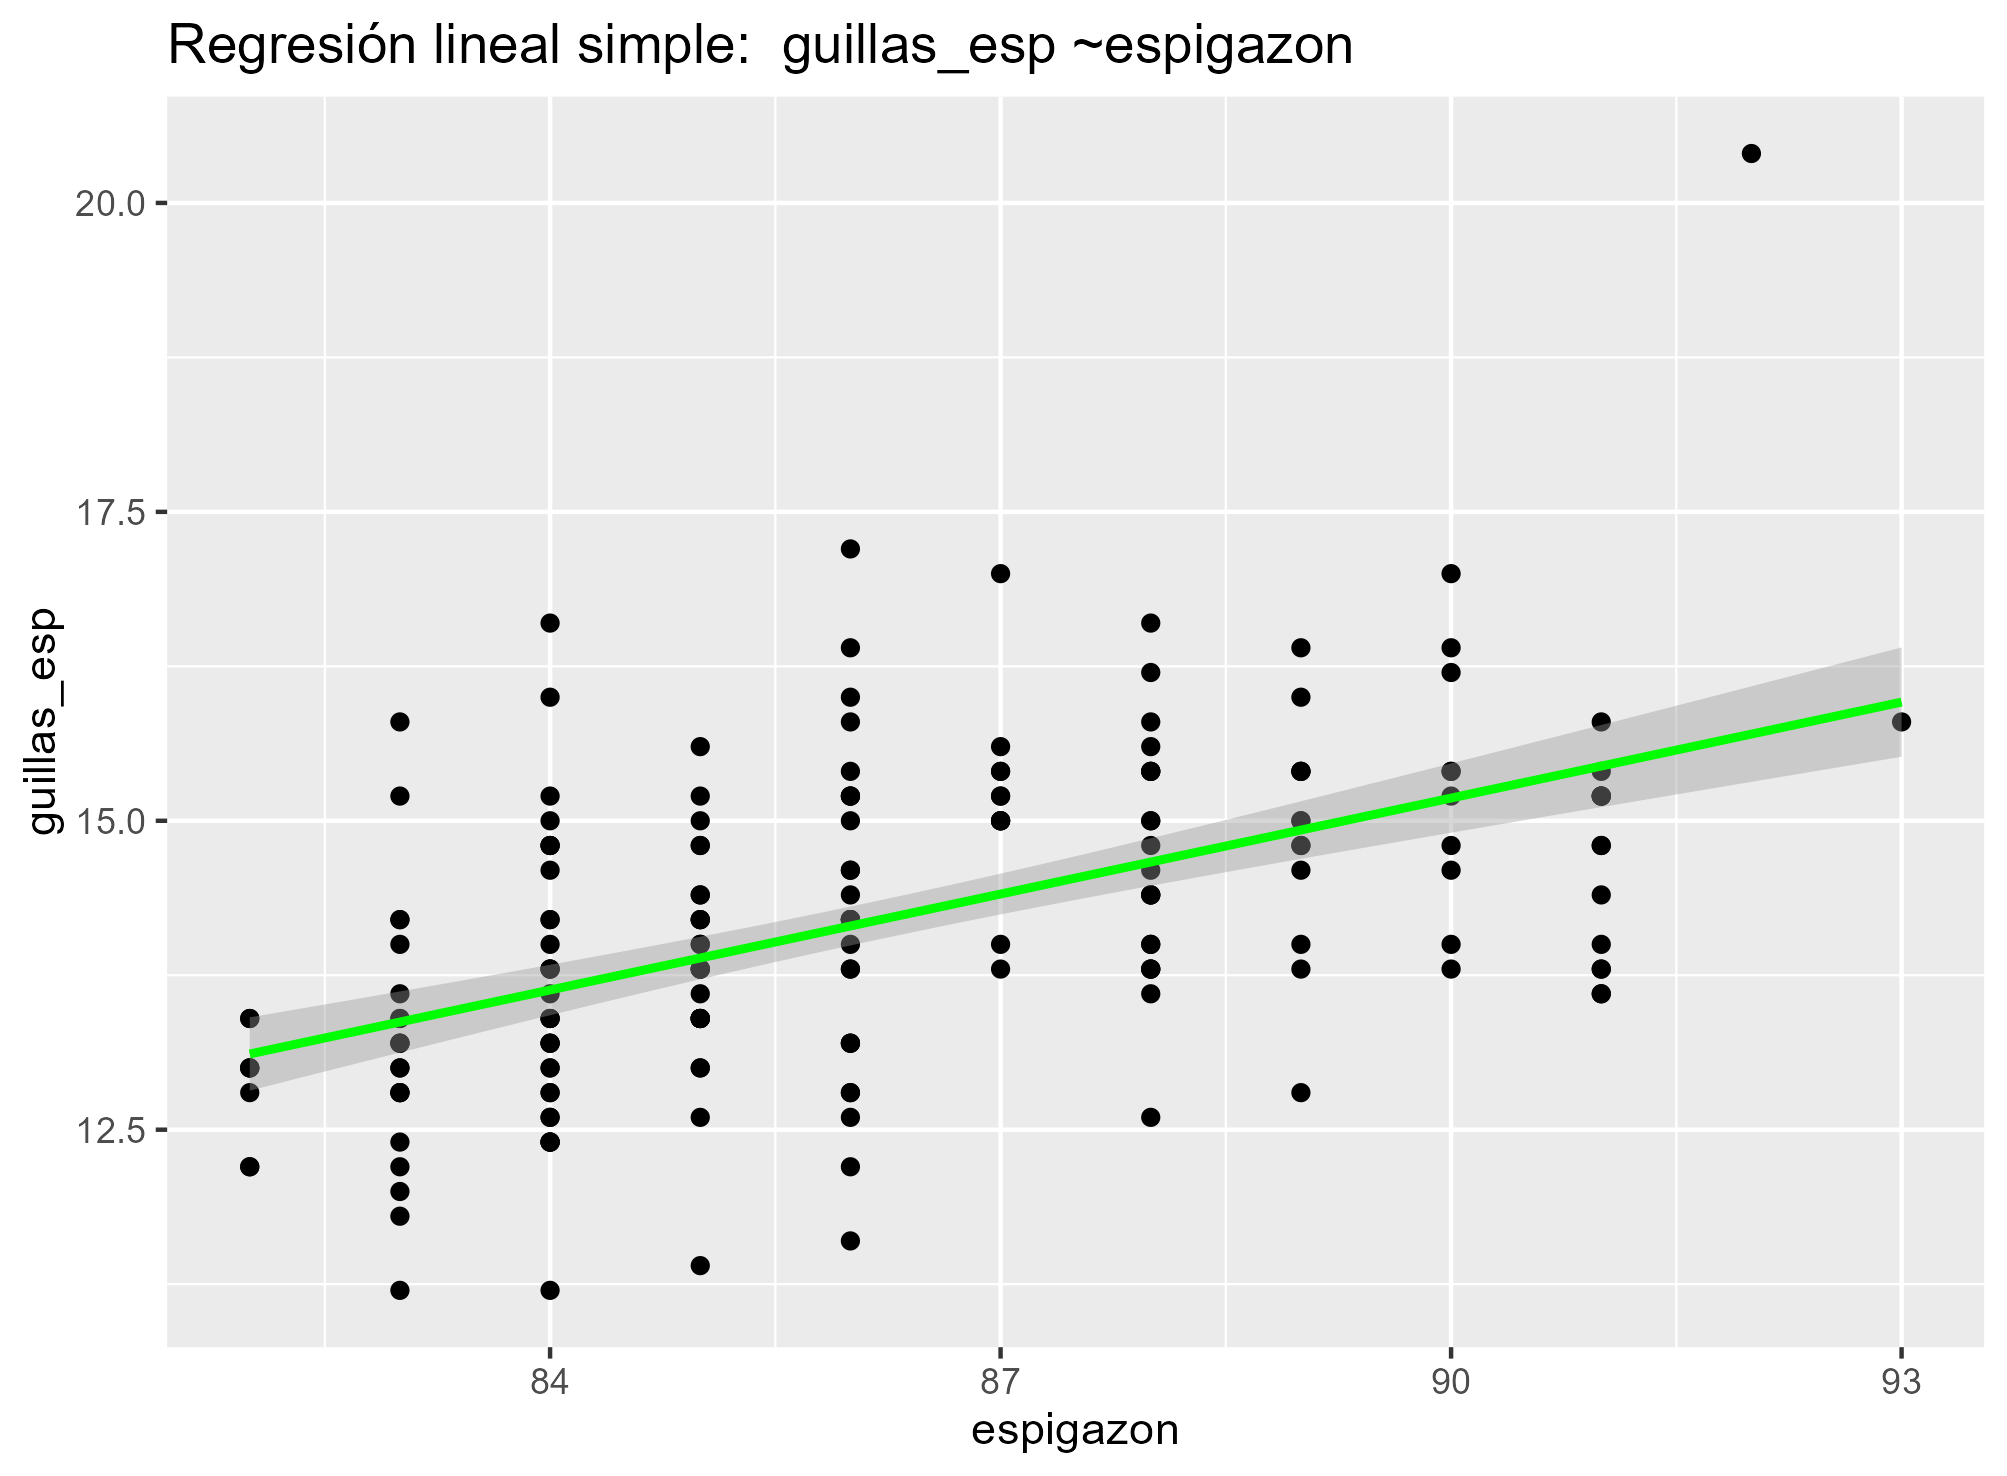 Regresión lineal simple:  guillas_esp ~espigazon
guillas_esp
20.0
17.5
15.0
12.5
84 87 90 93
espigazon